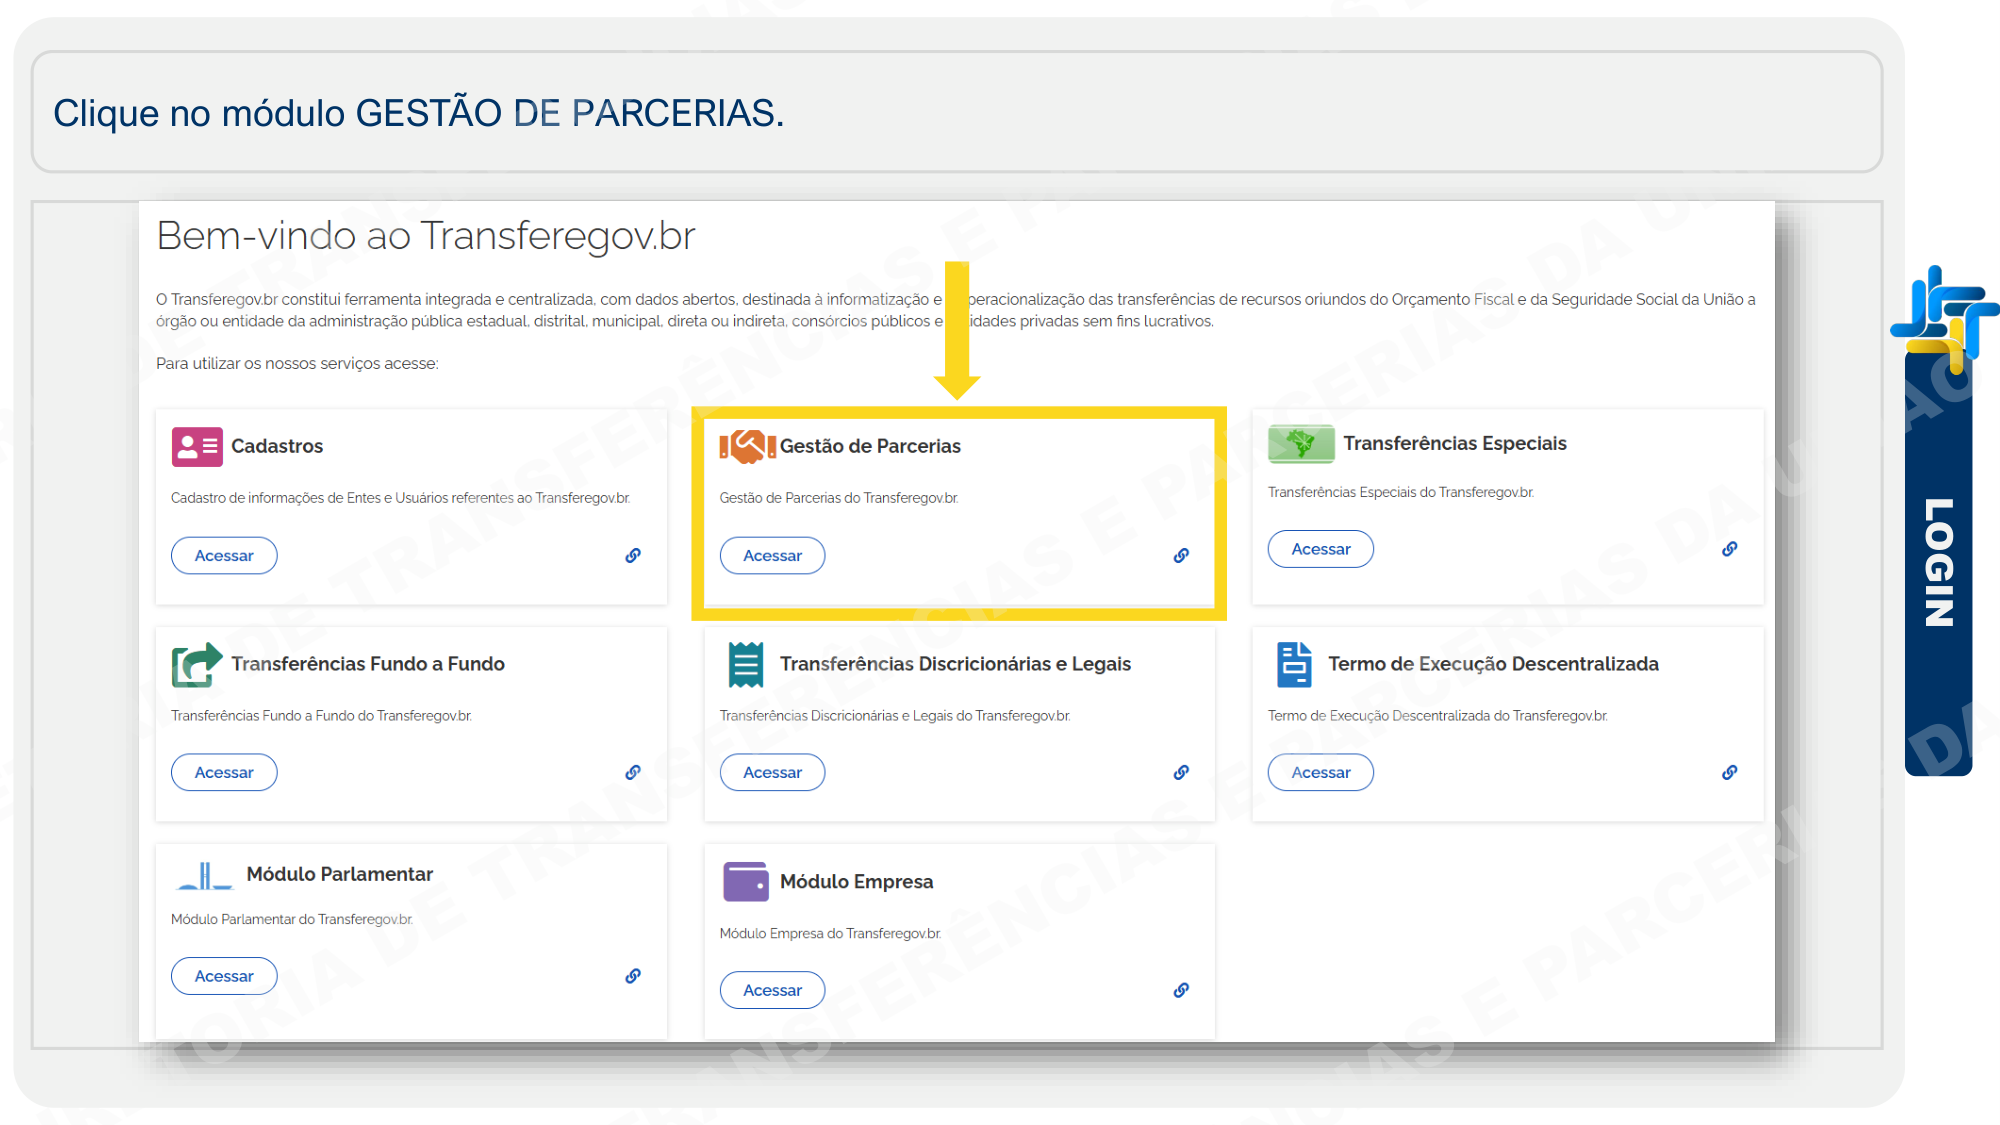 Clique no módulo GESTÃO DE PARCERIAS.
Bem-vindo ao Transferegov.br
O Transferegov.br constitui ferramenta integrada e centralizada, com dados abertos, destinada à informatização e peracionalização das transferências de recursos oriundos do Orçamento Fiscal e da Seguridade Social da União a
órgão ou entidade da administração pública estadual, distrital, municipal, direta ou indireta, consórcios públicos e idades privadas sem fins lucrativos.
Para utilizar os nossos serviços acesse:
Cadastros
Cadastro de informações de Entes e Usuários referentes ao Transferegov.br.
Acessar
Gestão de Parcerias
Gestão de Parcerias do Transferegov.br.
Acessar
Transferências Especiais
Transferências Especiais do Transferegov.br.
Acessar
Transferências Fundo a Fundo
Transferências Fundo a Fundo do Transferegov.br.
Acessar
Transferências Discricionárias e Legais
Transferências Discricionárias e Legais do Transferegov.br.
Acessar
Termo de Execução Descentralizada
Termo de Execução Descentralizada do Transferegov.br.
Acessar
Módulo Parlamentar
Módulo Parlamentar do Transferegov.br.
Acessar
Módulo Empresa
Módulo Empresa do Transferegov.br.
Acessar
LOGIN